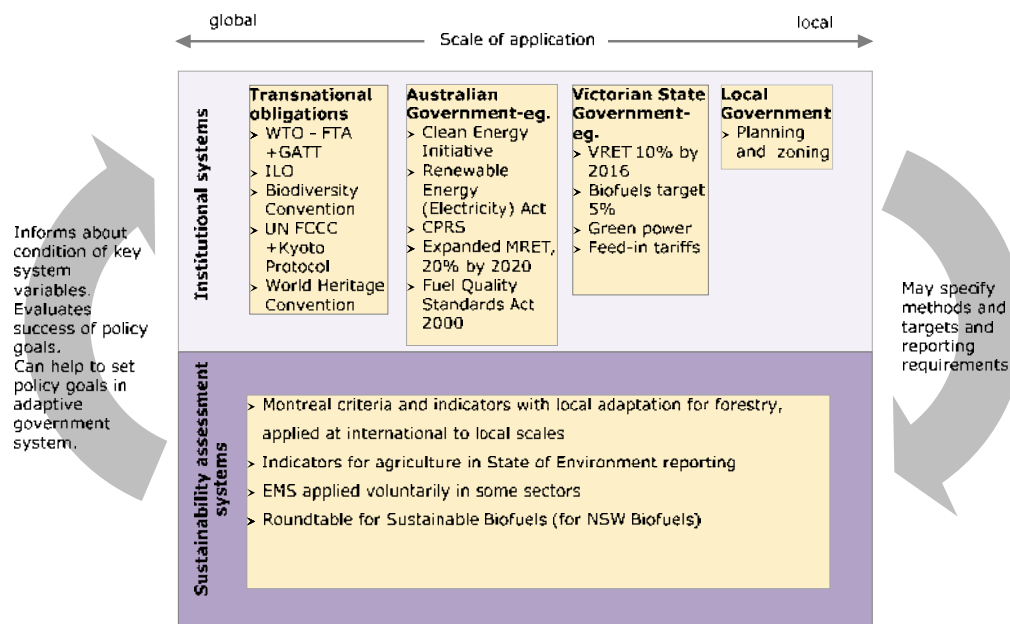 global
local
Scale of application
Institutional systems
Transnational
obligations
➢ WTO – FTA
+GATT
➢ ILO
➢ Biodiversity
Convention
➢ UN FCCC
+Kyoto
Protocol
➢ World Heritage
Convention
Australian
Government-eg.
➢ Clean Energy
Initiative
➢ Renewable
Energy
(Electricity) Act
➢ CPRS
➢ Expanded MRET,
20% by 2020
➢ Fuel Quality
Standards Act
2000
Victorian State
Government-
eg.
➢ VRET 10% by
2016
➢ Biofuels target
5%
➢ Green power
➢ Feed-in tariffs
Local
Government
➢ Planning
and zoning
Informs about
condition of key
system
variables.
Evaluates
success of policy
goals.
Can help to set
policy goals in
adaptive
government
system.
May specify
methods and
targets and
reporting
requirements
Sustainability assessment
systems
➢ Montreal criteria and indicators with local adaptation for forestry,
applied at international to local scales
➢ Indicators for agriculture in State of Environment reporting
➢ EMS applied voluntarily in some sectors
➢ Roundtable for Sustainable Biofuels (for NSW Biofuels)